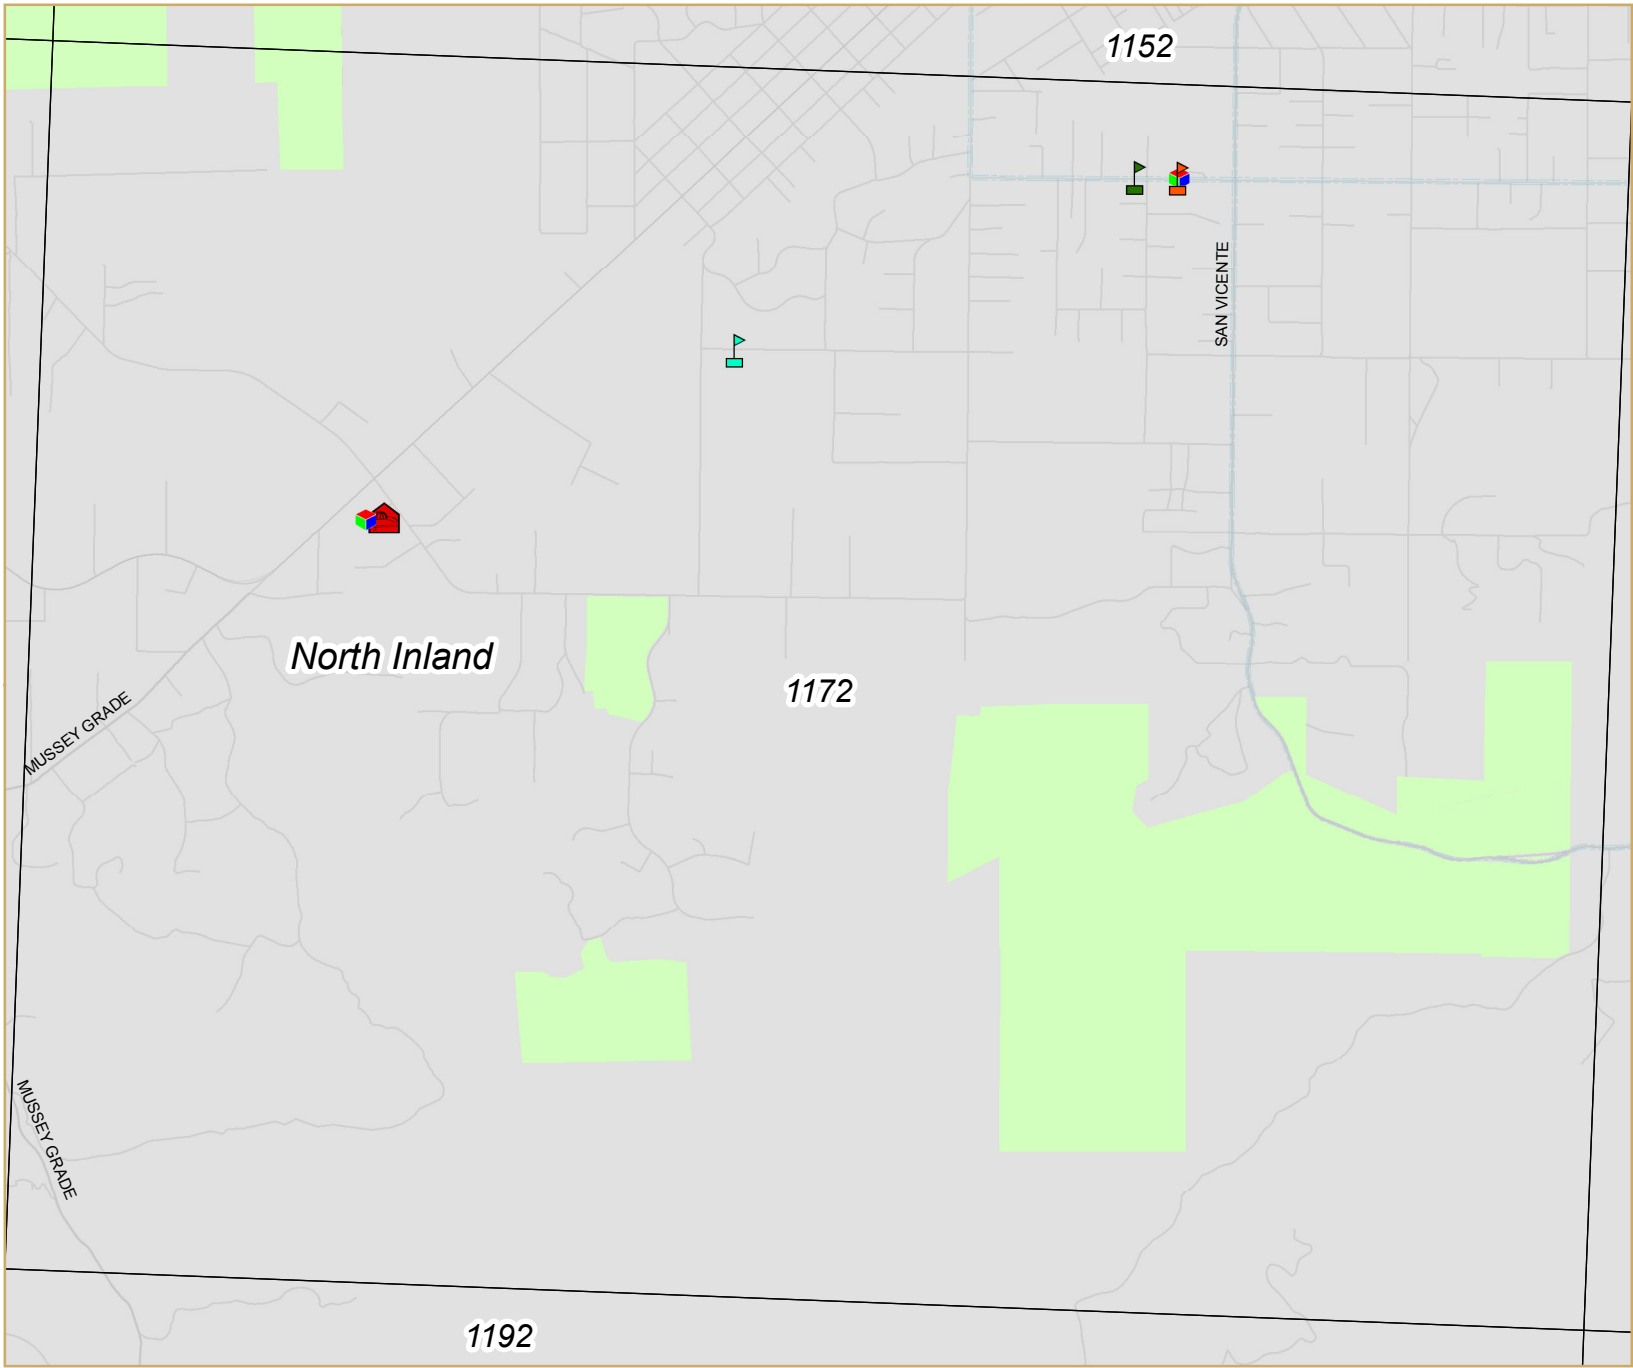 1152
SAN VICENTE
North Inland
1172
MUSSEY GRADE
MUSSEY GRADE
1192